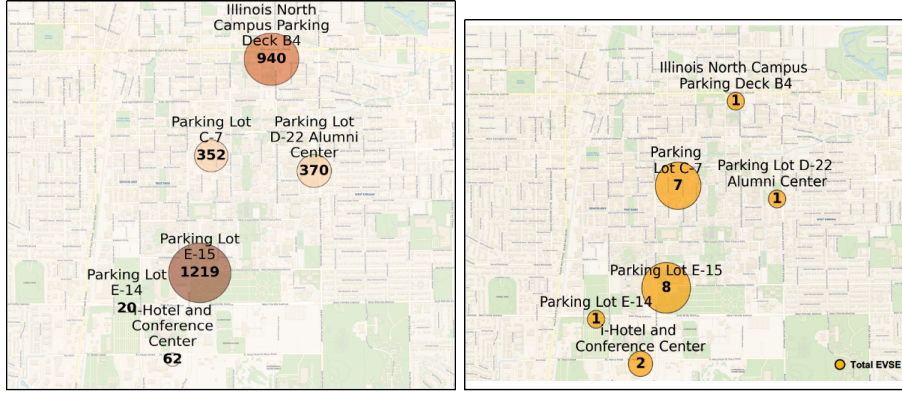 Illinois North
Campus Parking
Deck B4
940
Parking Lot
C-7
352
Parking Lot
D-22 Alumni
Center
370
Parking Lot
E-15
1219
Parking Lot
E-14
20
I-Hotel and
Conference
Center
62
Illinois North Campus
Parking Deck B4
1
Parking
Lot C-7
7
Parking Lot D-22
Alumni Center
1
Parking Lot E-15
8
Parking Lot E-14
1
I-Hotel and
Conference Center
2
Total EVSE